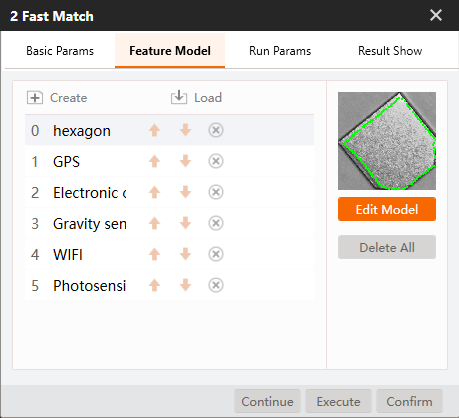 2 Fast Match
Basic Params Feature Model Run Params Result Show
Create Load
0 hexagon
1 GPS
2 Electronic c
3 Gravity sen
4 WIFI
5 Photosensi
Edit Model
Delete All
Continue Execute Confirm